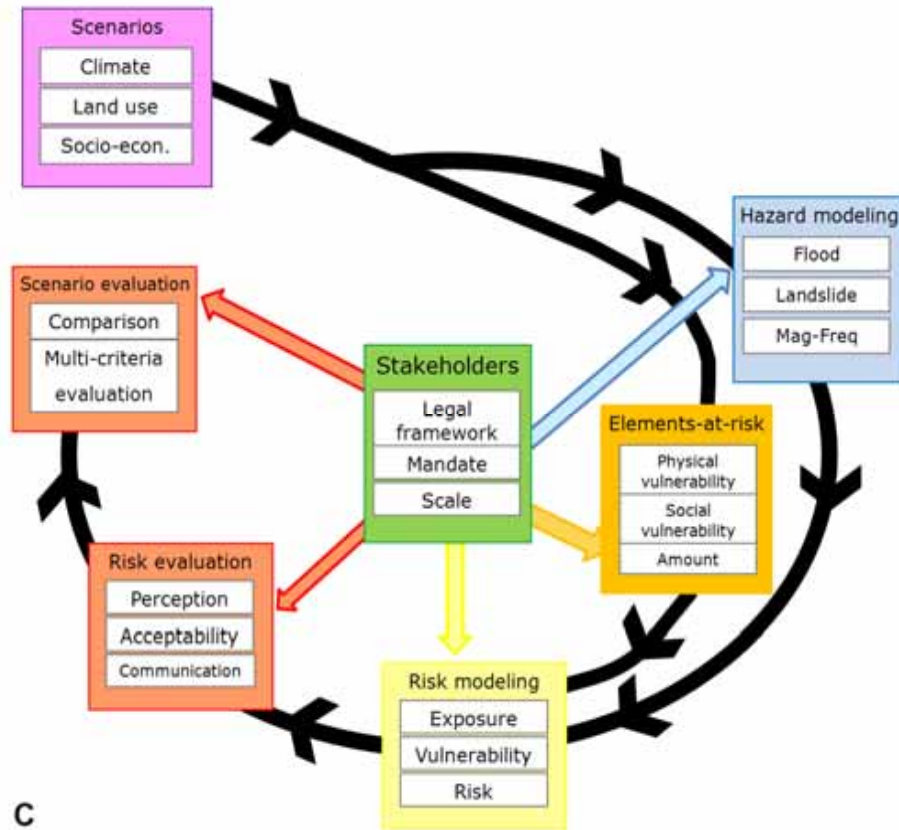 Scenarios
Climate
Land use
Socio-econ.
Hazard modeling
Flood
Landslide
Mag-Freq
Scenario evaluation
Comparison
Multi-criteria
evaluation
Stakeholders
Legal
framework
Mandate
Scale
Elements-at-risk
Physical
vulnerability
Social
vulnerability
Amount
Risk evaluation
Perception
Acceptability
Communication
Risk modeling
Exposure
Vulnerability
Risk
C